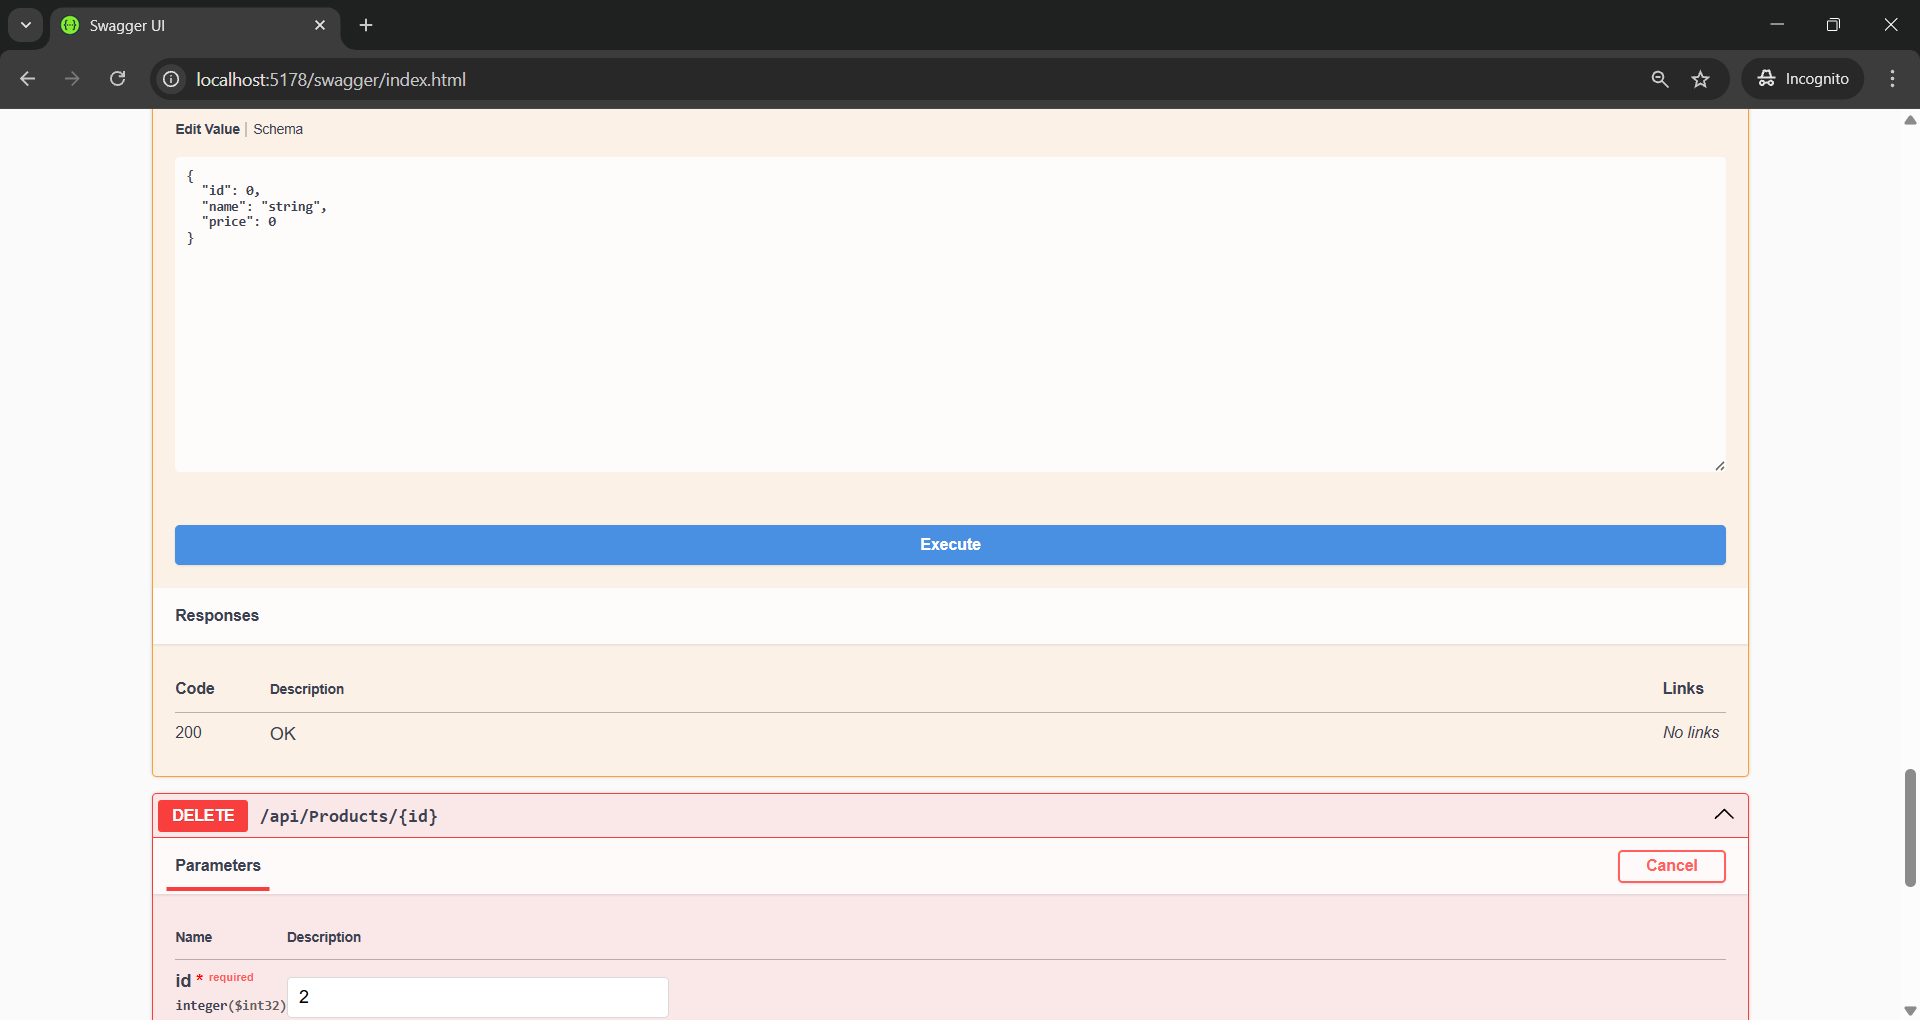 Swagger UI
localhost:5178/swagger/index.html
Incognito
Edit Value | Schema
{
  "id": 0,
  "name": "string",
  "price": 0
}
Execute
Responses
Code Description Links
200 OK No links
DELETE /api/Products/{id}
Parameters Cancel
Name Description
id * required
integer($int32) 2